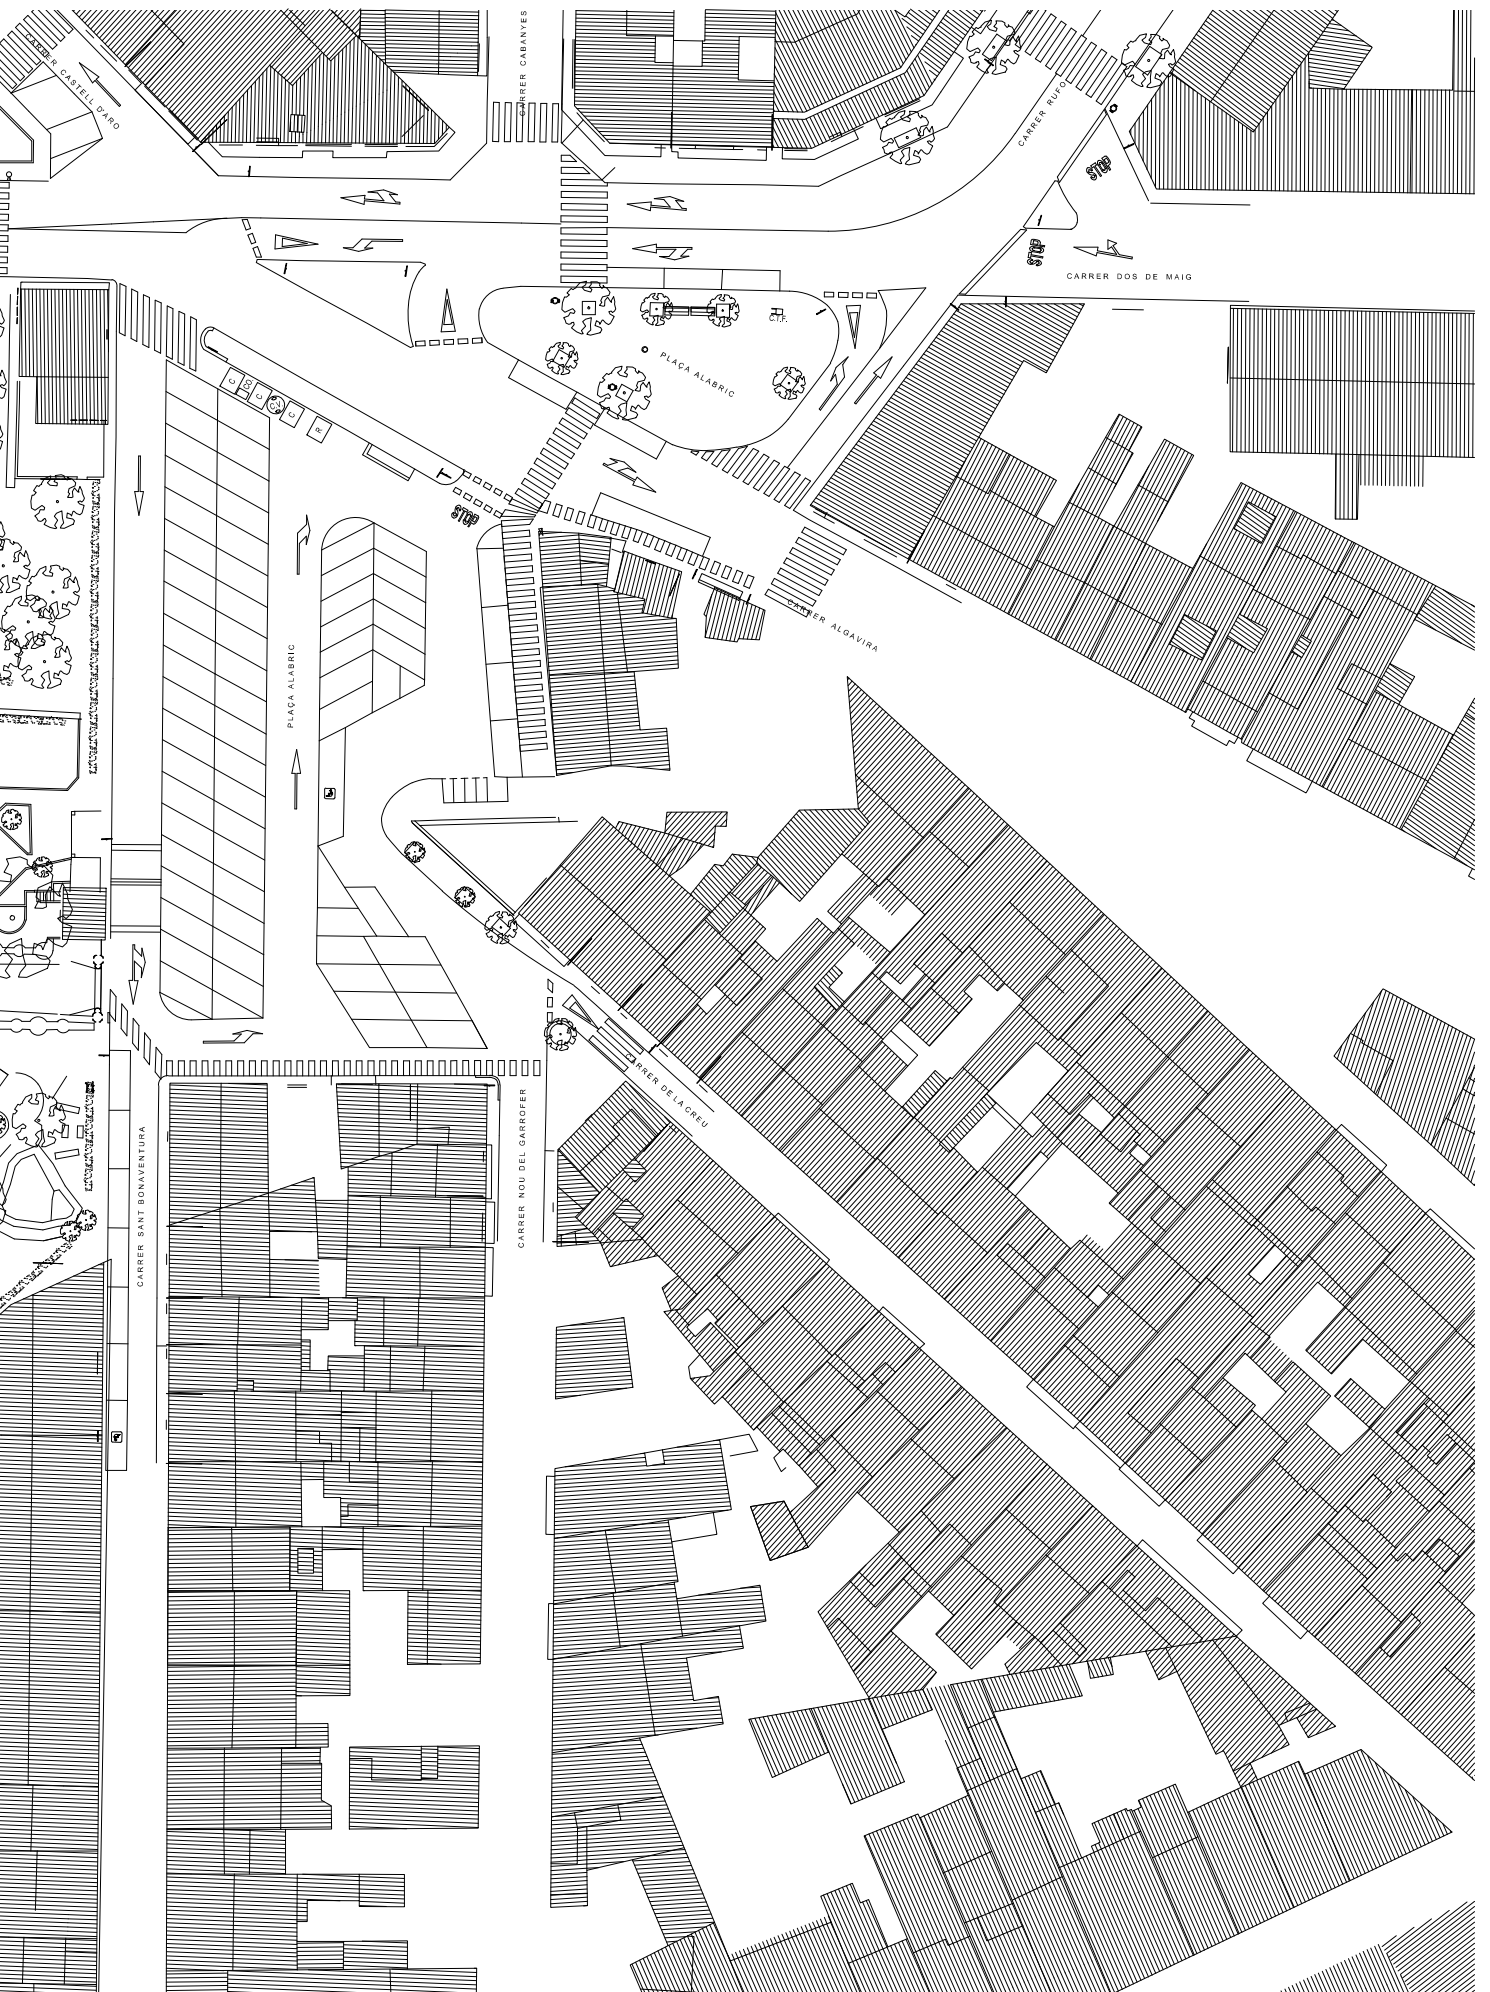 CARRER CABANYES
CARRER CASTELL D'ARO
CARRER RUFO
STOP
STOP
CARRER DOS DE MAIG
C.T.F.
PLAÇA ALABRIC
C
C
C
R
STOP
CARRER ALGAVIRA
PLAÇA ALABRIC
CARRER DE LA CREU
CARRER SANT BONAVENTURA
CARRER NOU DEL GARROFER